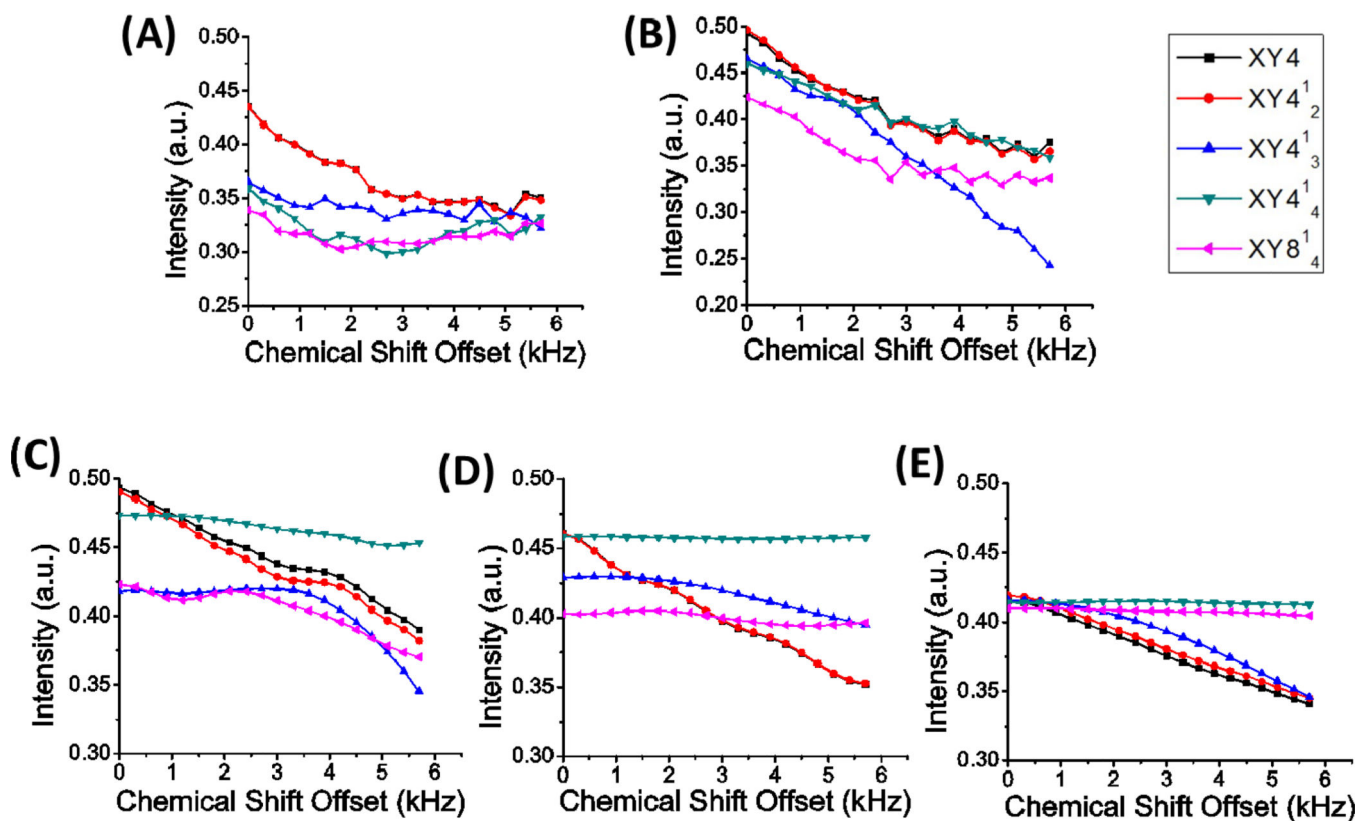 (A)
Intensity (a.u.)
0.50
0.45
0.40
0.35
0.30
0.25
0 1 2 3 4 5 6
Chemical Shift Offset (kHz)
(B)
Intensity (a.u.)
0.50
0.45
0.40
0.35
0.30
0.25
0.20
0 1 2 3 4 5 6
Chemical Shift Offset (kHz)
XY4
XY4¹₂
XY4¹₃
XY4¹₄
XY8¹₄
(C)
Intensity (a.u.)
0.50
0.45
0.40
0.35
0.30
0 1 2 3 4 5 6
Chemical Shift Offset (kHz)
(D)
Intensity (a.u.)
0.50
0.45
0.40
0.35
0.30
0 1 2 3 4 5 6
Chemical Shift Offset (kHz)
(E)
Intensity (a.u.)
0.50
0.45
0.40
0.35
0.30
0 1 2 3 4 5 6
Chemical Shift Offset (kHz)